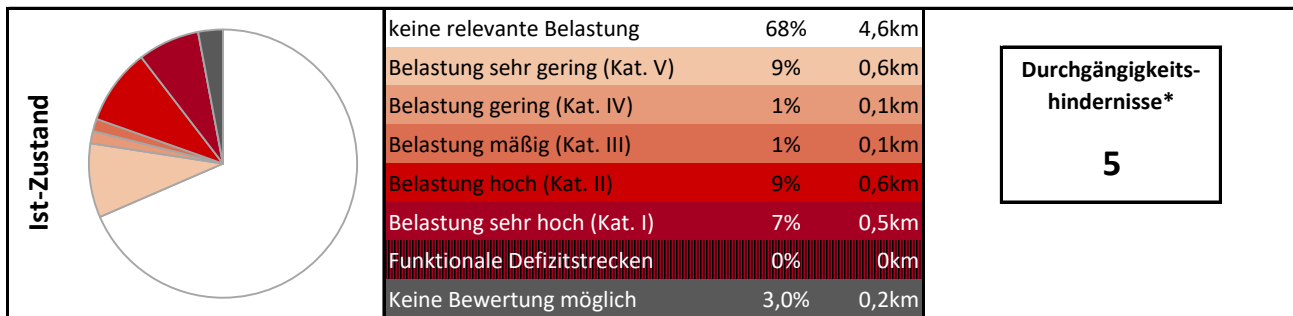 Ist-Zustand
keine relevante Belastung 68% 4,6km
Belastung sehr gering (Kat. V) 9% 0,6km
Belastung gering (Kat. IV) 1% 0,1km
Belastung mäßig (Kat. III) 1% 0,1km
Belastung hoch (Kat. II) 9% 0,6km
Belastung sehr hoch (Kat. I) 7% 0,5km
Funktionale Defizitstrecken 0% 0km
Keine Bewertung möglich 3,0% 0,2km
Durchgängigkeits-
hindernisse*
5